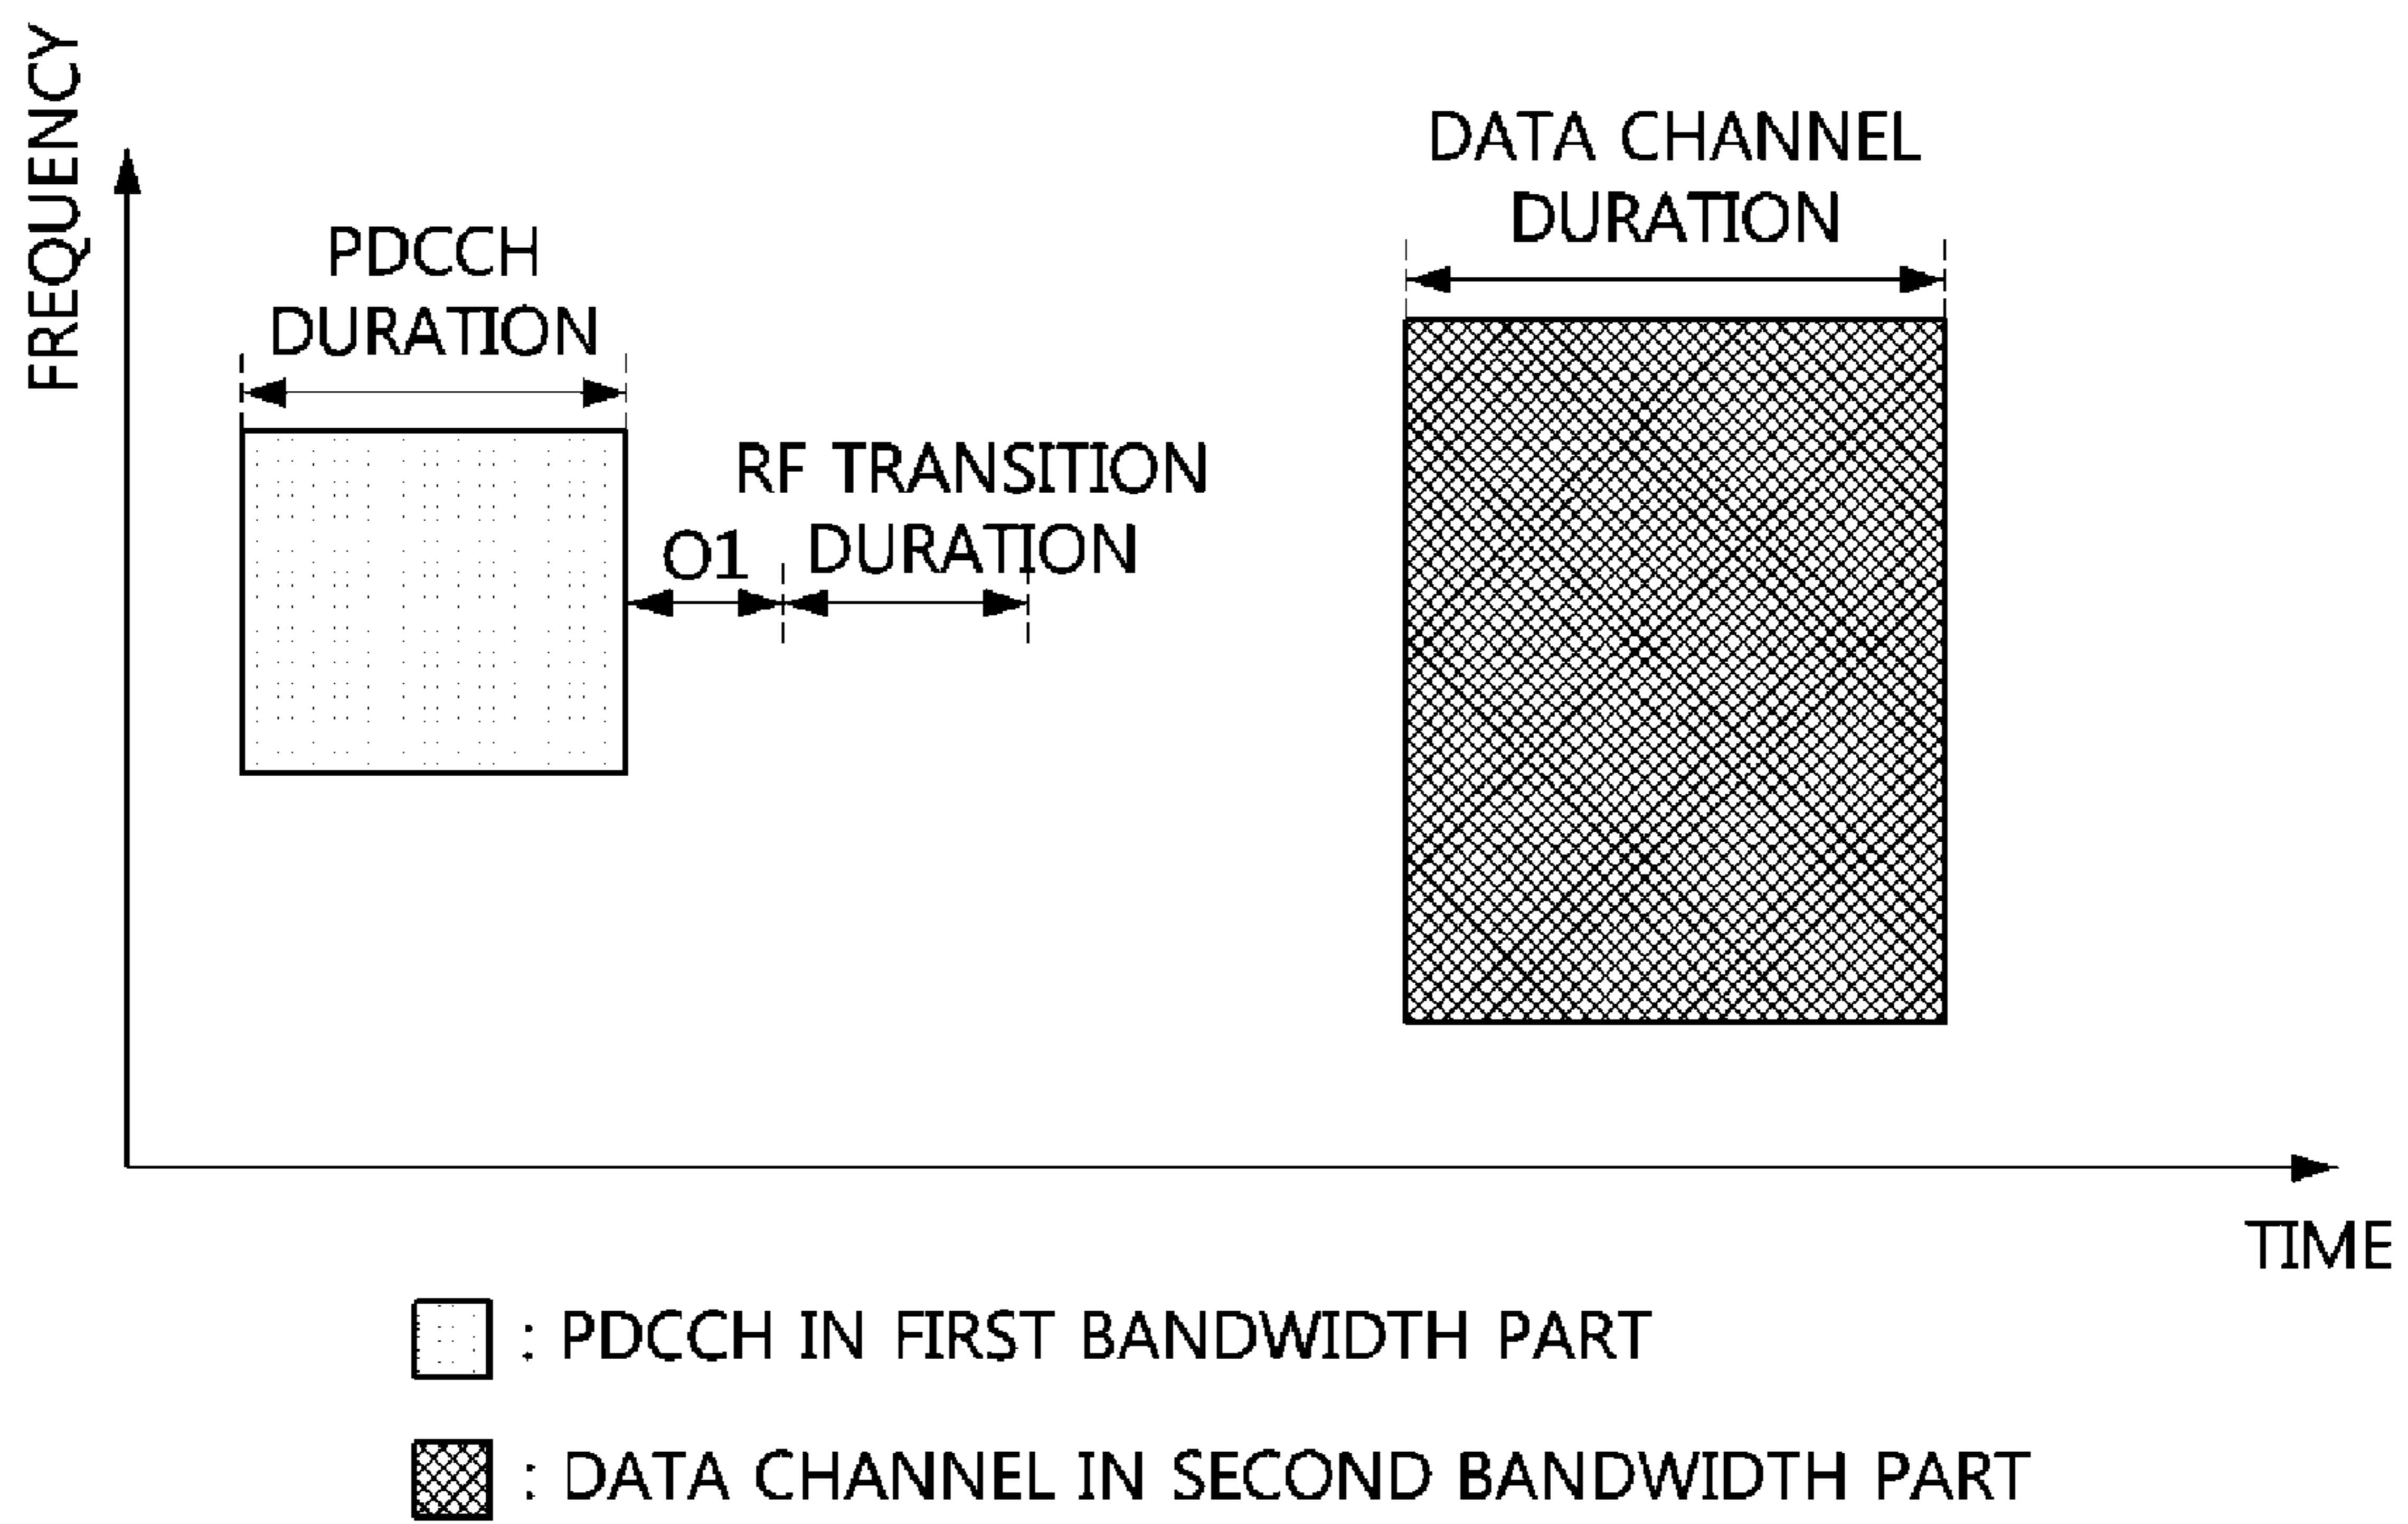 FREQUENCY
DATA CHANNEL
DURATION
PDCCH
DURATION
RF TRANSITION
DURATION
O1
TIME
: PDCCH IN FIRST BANDWIDTH PART
: DATA CHANNEL IN SECOND BANDWIDTH PART